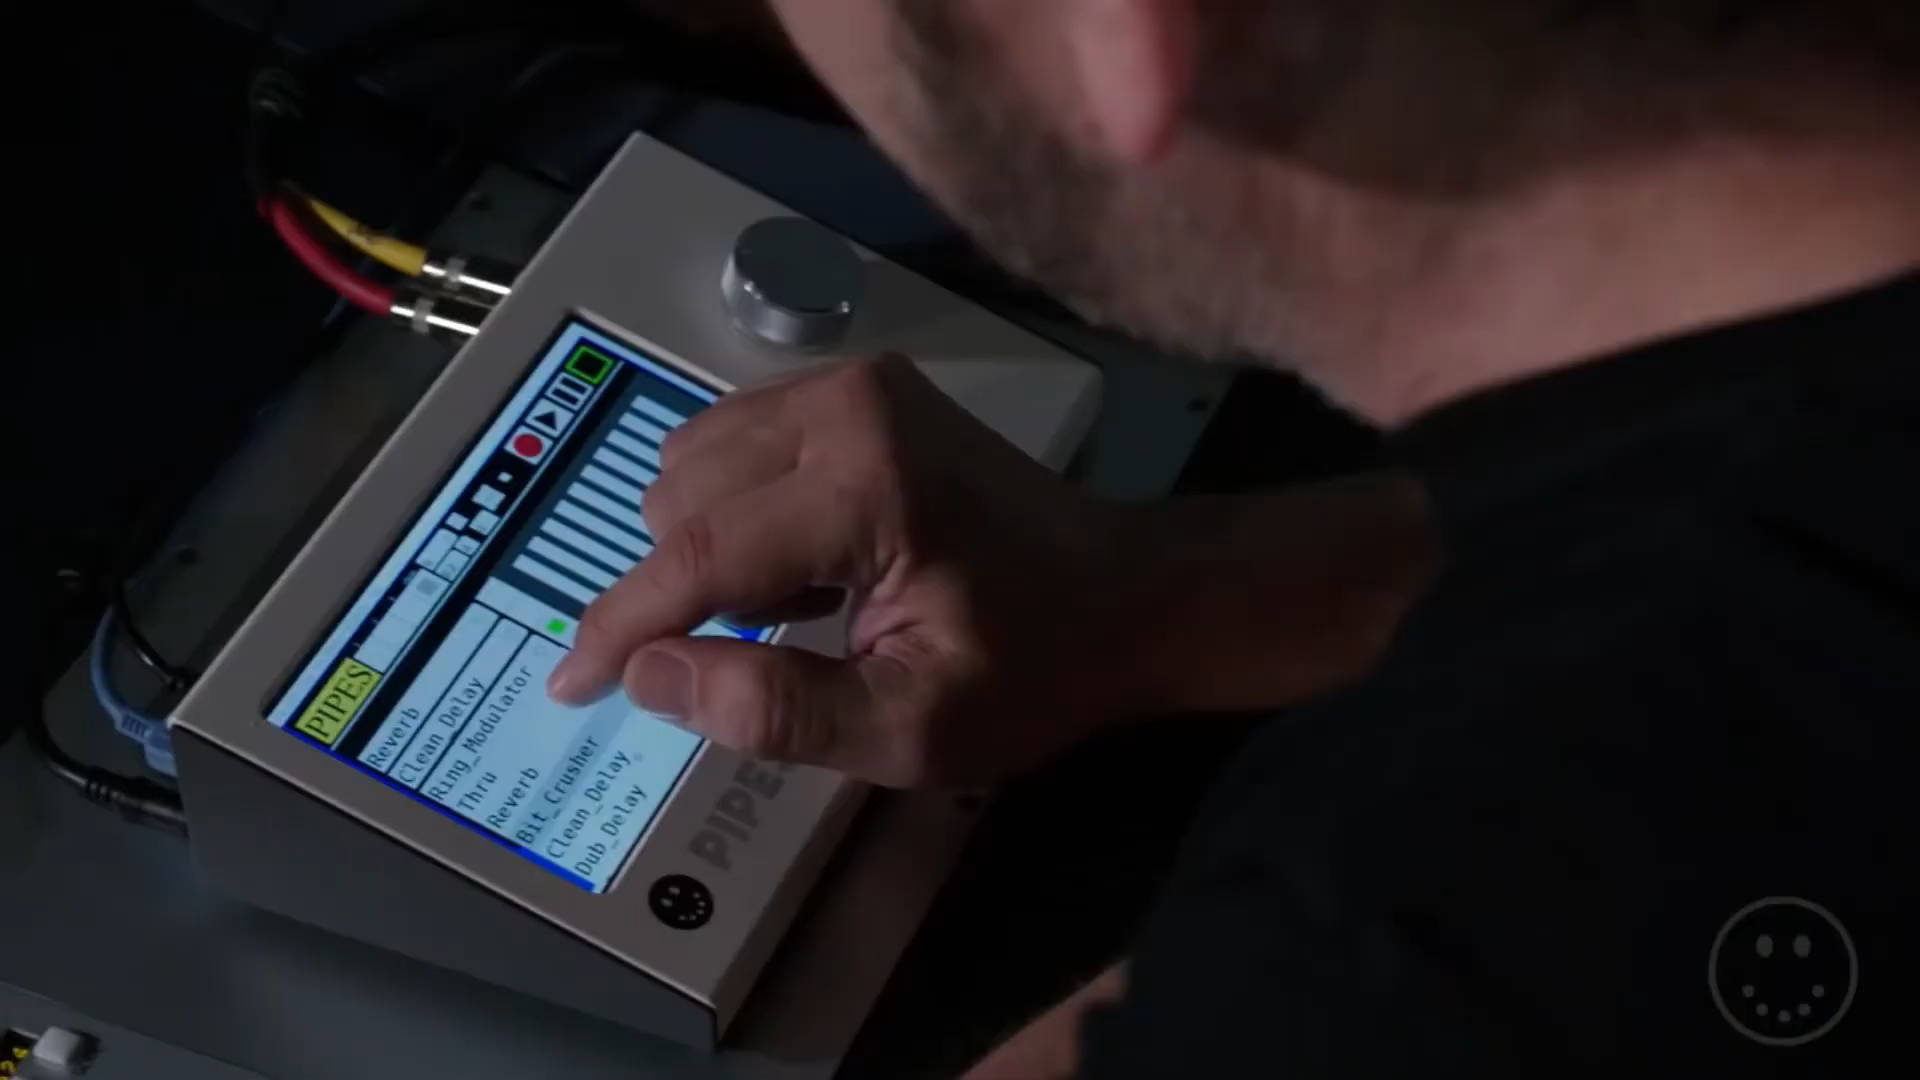 PIPES
Reverb
Clean_Delay
Ring_Modulator
Thru
Reverb
Bit_Crusher
Clean_Delay
Dub_Delay
PIPES